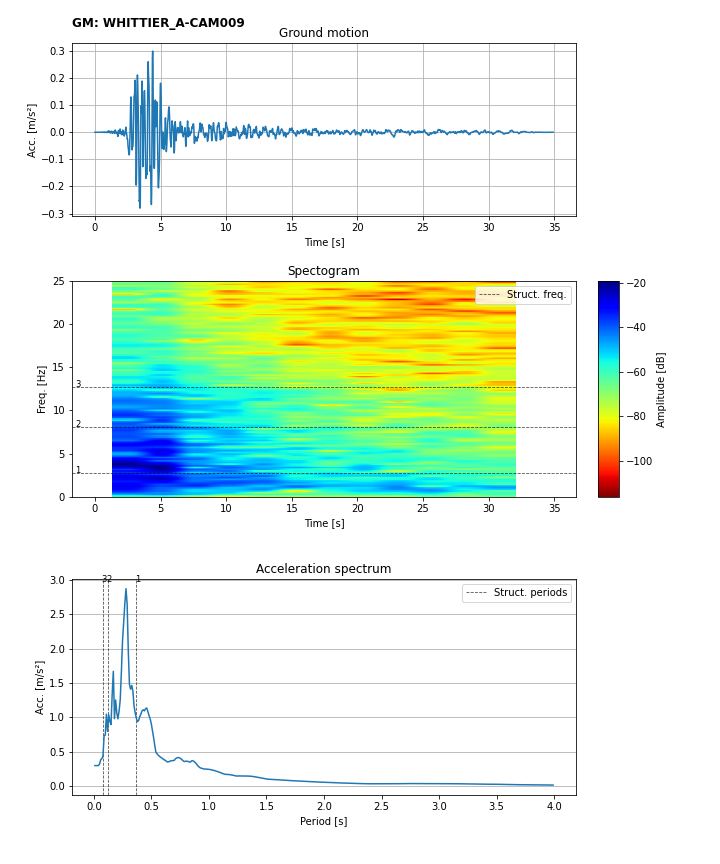 GM: WHITTIER_A-CAM009
Ground motion
0.3
0.2
0.1
0.0
−0.1
−0.2
−0.3
Acc. [m/s²]
0 5 10 15 20 25 30 35
Time [s]
Spectogram
25
20
15
10
5
0
Freq. [Hz]
3
2
1
Struct. freq.
0 5 10 15 20 25 30 35
Time [s]
−20
−40
−60
−80
−100
Amplitude [dB]
Acceleration spectrum
3.0
2.5
2.0
1.5
1.0
0.5
0.0
Acc. [m/s²]
32 1
Struct. periods
0.0 0.5 1.0 1.5 2.0 2.5 3.0 3.5 4.0
Period [s]